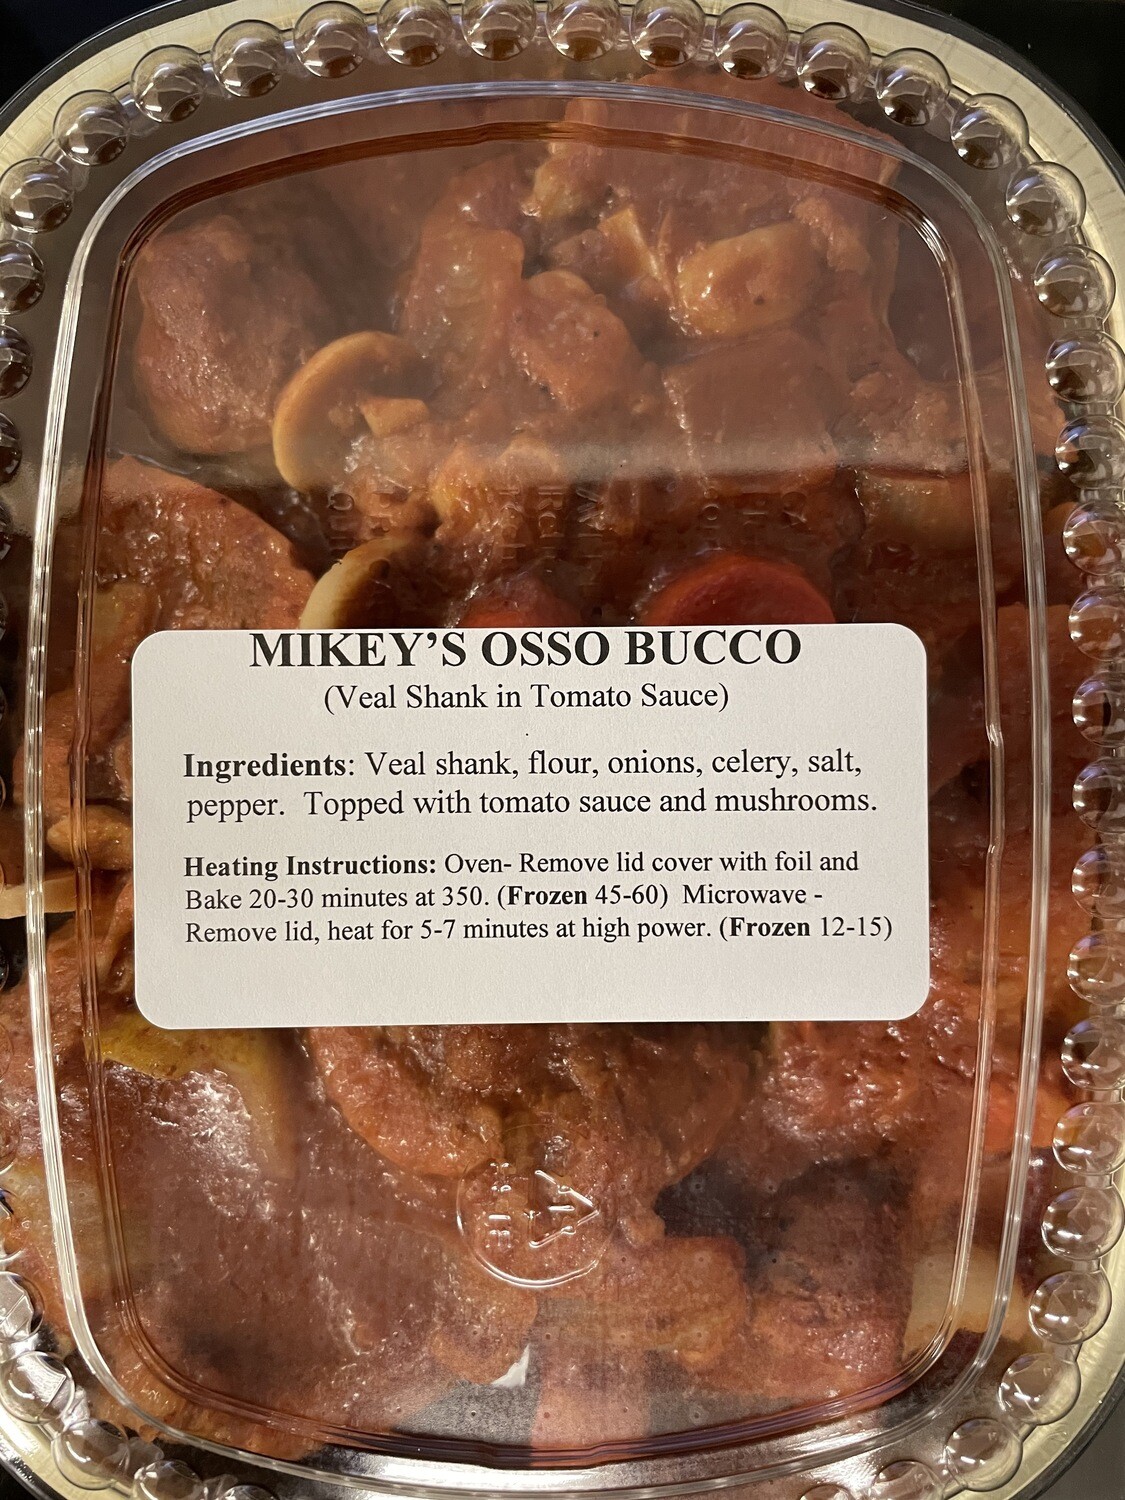 MIKEY’S OSSO BUCCO
(Veal Shank in Tomato Sauce)
Ingredients: Veal shank, flour, onions, celery, salt,
pepper.  Topped with tomato sauce and mushrooms.
Heating Instructions: Oven- Remove lid cover with foil and
Bake 20-30 minutes at 350. (Frozen 45-60)  Microwave -
Remove lid, heat for 5-7 minutes at high power. (Frozen 12-15)